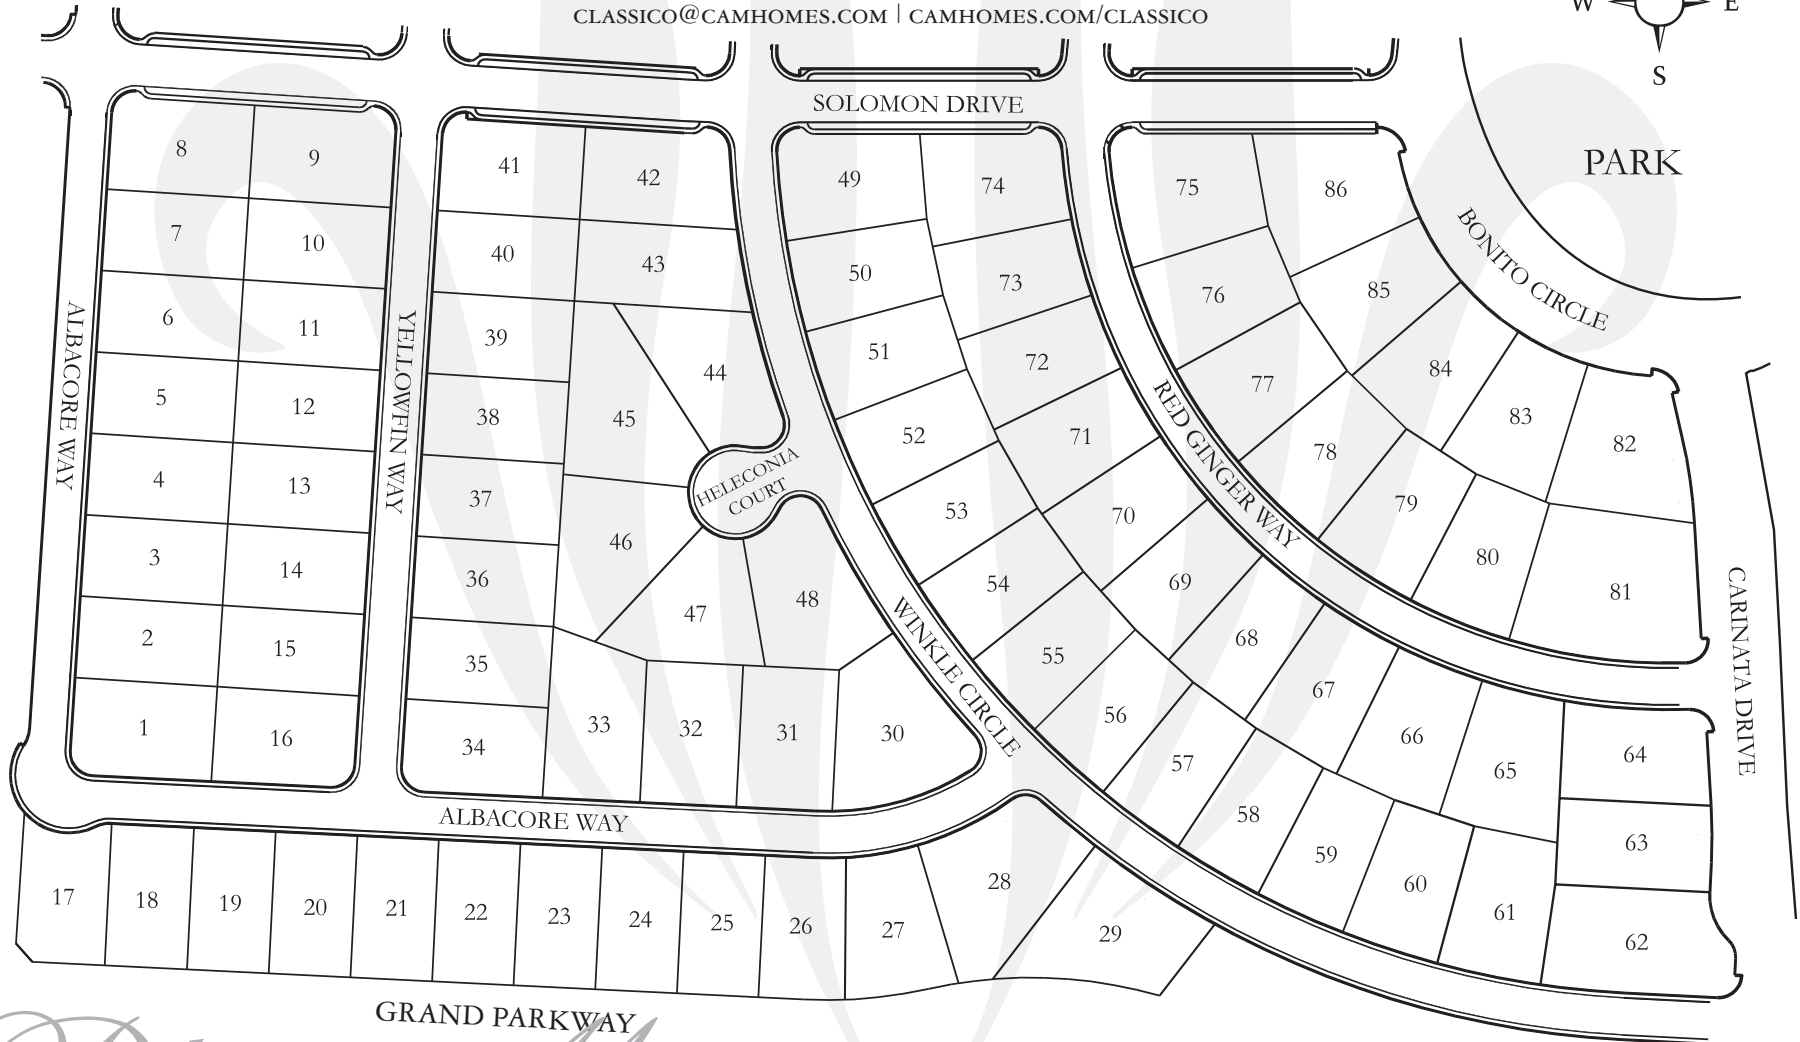 CLASSICO@CAMHOMES.COM | CAMHOMES.COM/CLASSICO
W E
S
SOLOMON DRIVE
PARK
BONITO CIRCLE
ALBACORE WAY
YELLOWFIN WAY
HELECONIA
COURT
WINKLE CIRCLE
RED GINGER WAY
CARINATA DRIVE
8 9 41 42 49 74 75 86
7 10 40 43 50 73 76 85
6 11 39 44 51 72 77 84
5 12 38 45 52 71 78 83 82
4 13 37 46 53 70 79 80 81
3 14 36 47 48 54 69 68
2 15 35 55 56 67 66
1 16 34 33 32 31 30 57 58 65 64
59 60 61 63 62
ALBACORE WAY
17 18 19 20 21 22 23 24 25 26 27 28 29
GRAND PARKWAY